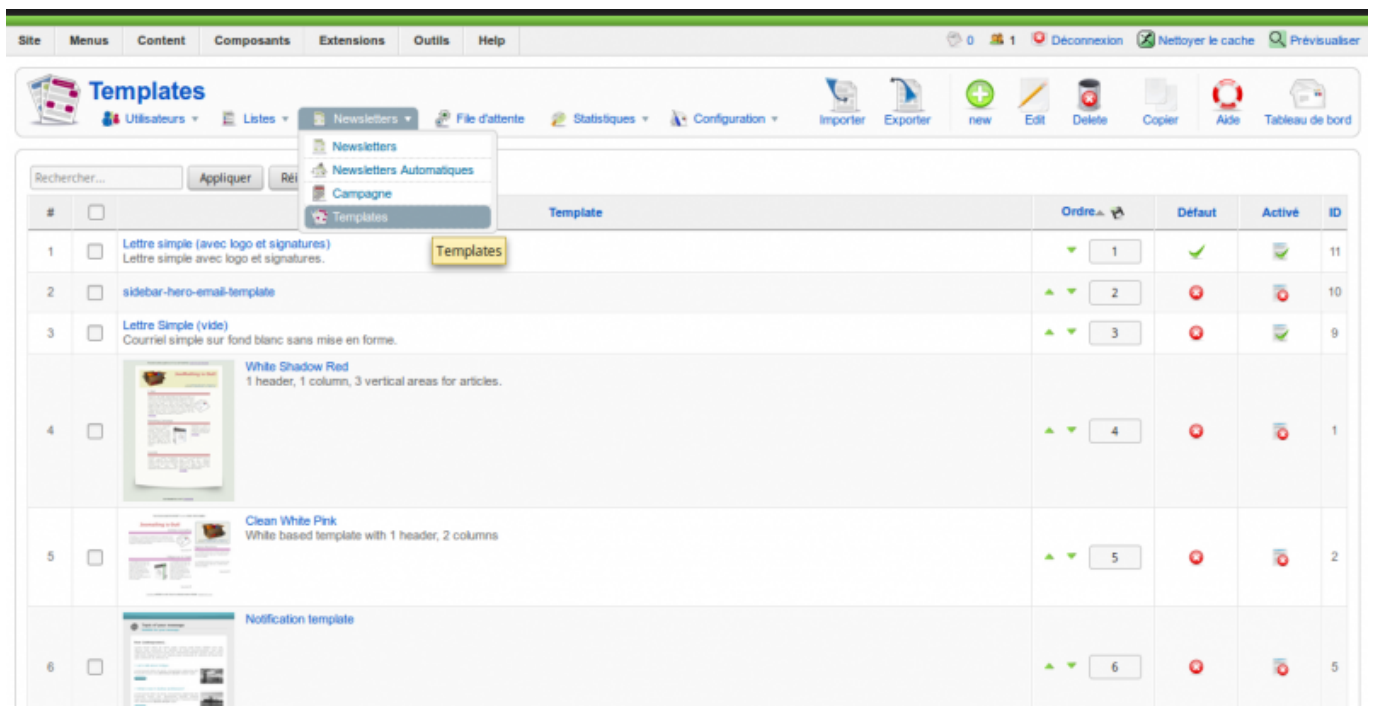 Site Menus Content Composants Extensions Outils Help 0 1 Déconnexion Nettoyer le cache Prévisualiser
Templates
Utilisateurs Listes Newsletters File d'attente Statistiques Configuration Importer Exporter new Edit Delete Copier Aide Tableau de bord
Newsletters
Newsletters Automatiques
Rechercher... Appliquer
Campagne
Templates
# Template Ordre Défaut Activé ID
Templates
1 Lettre simple (avec logo et signatures) 1 11
Lettre simple avec logo et signatures.
2 sidebar-hero-email-template 2 10
3 Lettre Simple (vide) 3 9
Courriel simple sur fond blanc sans mise en forme.
White Shadow Red
1 header, 1 column, 3 vertical areas for articles.
4 4 1
Clean White Pink
White based template with 1 header, 2 columns
5 5 2
Notification template
6 6 5